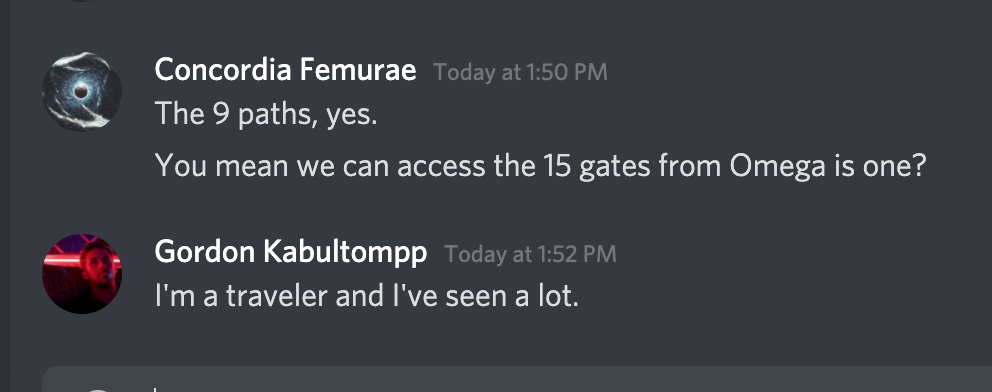 Concordia Femurae Today at 1:50 PM
The 9 paths, yes.
You mean we can access the 15 gates from Omega is one?
Gordon Kabultompp Today at 1:52 PM
I'm a traveler and I've seen a lot.